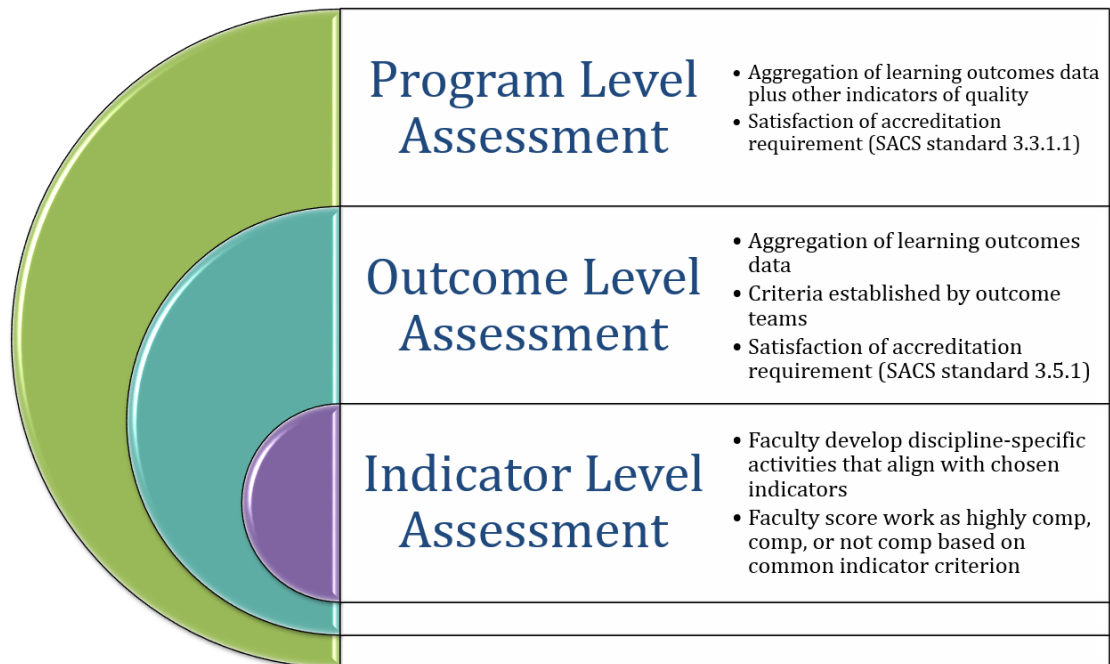 Program Level
Assessment
• Aggregation of learning outcomes data
plus other indicators of quality
• Satisfaction of accreditation
requirement (SACS standard 3.3.1.1)
Outcome Level
Assessment
• Aggregation of learning outcomes
data
• Criteria established by outcome
teams
• Satisfaction of accreditation
requirement (SACS standard 3.5.1)
Indicator Level
Assessment
• Faculty develop discipline-specific
activities that align with chosen
indicators
• Faculty score work as highly comp,
comp, or not comp based on
common indicator criterion